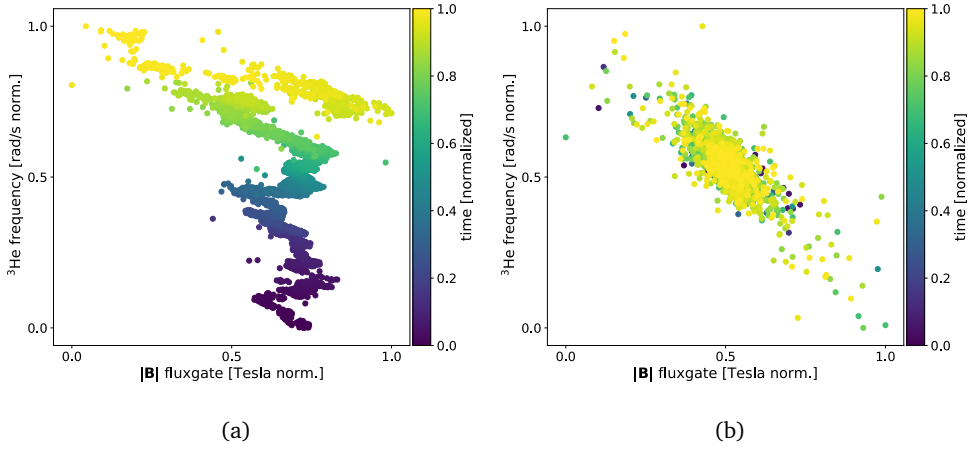 1.0
0.5
0.0
³He frequency [rad/s norm.]
0.0 0.5 1.0
|B| fluxgate [Tesla norm.]
1.0
0.8
0.6
0.4
0.2
0.0
time [normalized]
(a)
1.0
0.5
0.0
³He frequency [rad/s norm.]
0.0 0.5 1.0
|B| fluxgate [Tesla norm.]
1.0
0.8
0.6
0.4
0.2
0.0
time [normalized]
(b)